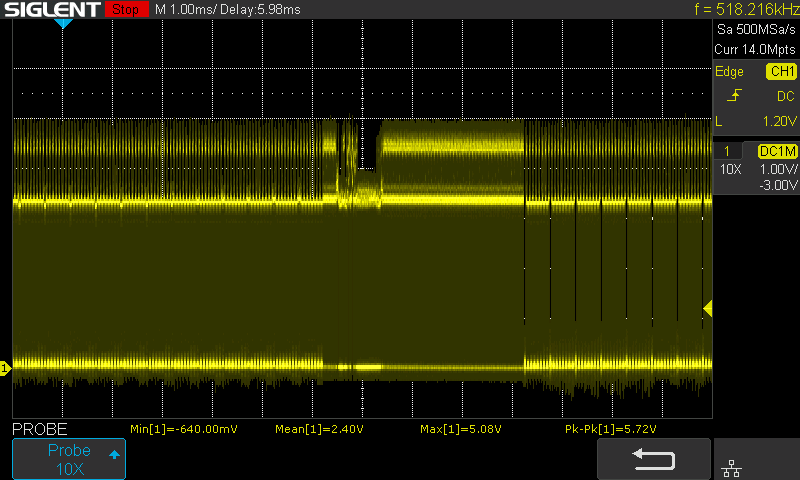 SIGLENT Stop M 1.00ms/ Delay:5.98ms f = 518.216kHz
Sa 500MSa/s
Curr 14.0Mpts
Edge CH1
DC
L 1.20V
1 DC1M
10X 1.00V/
-3.00V
1
PROBE Min[1]=-640.00mV Mean[1]=2.40V Max[1]=5.08V Pk-Pk[1]=5.72V
Probe
10X